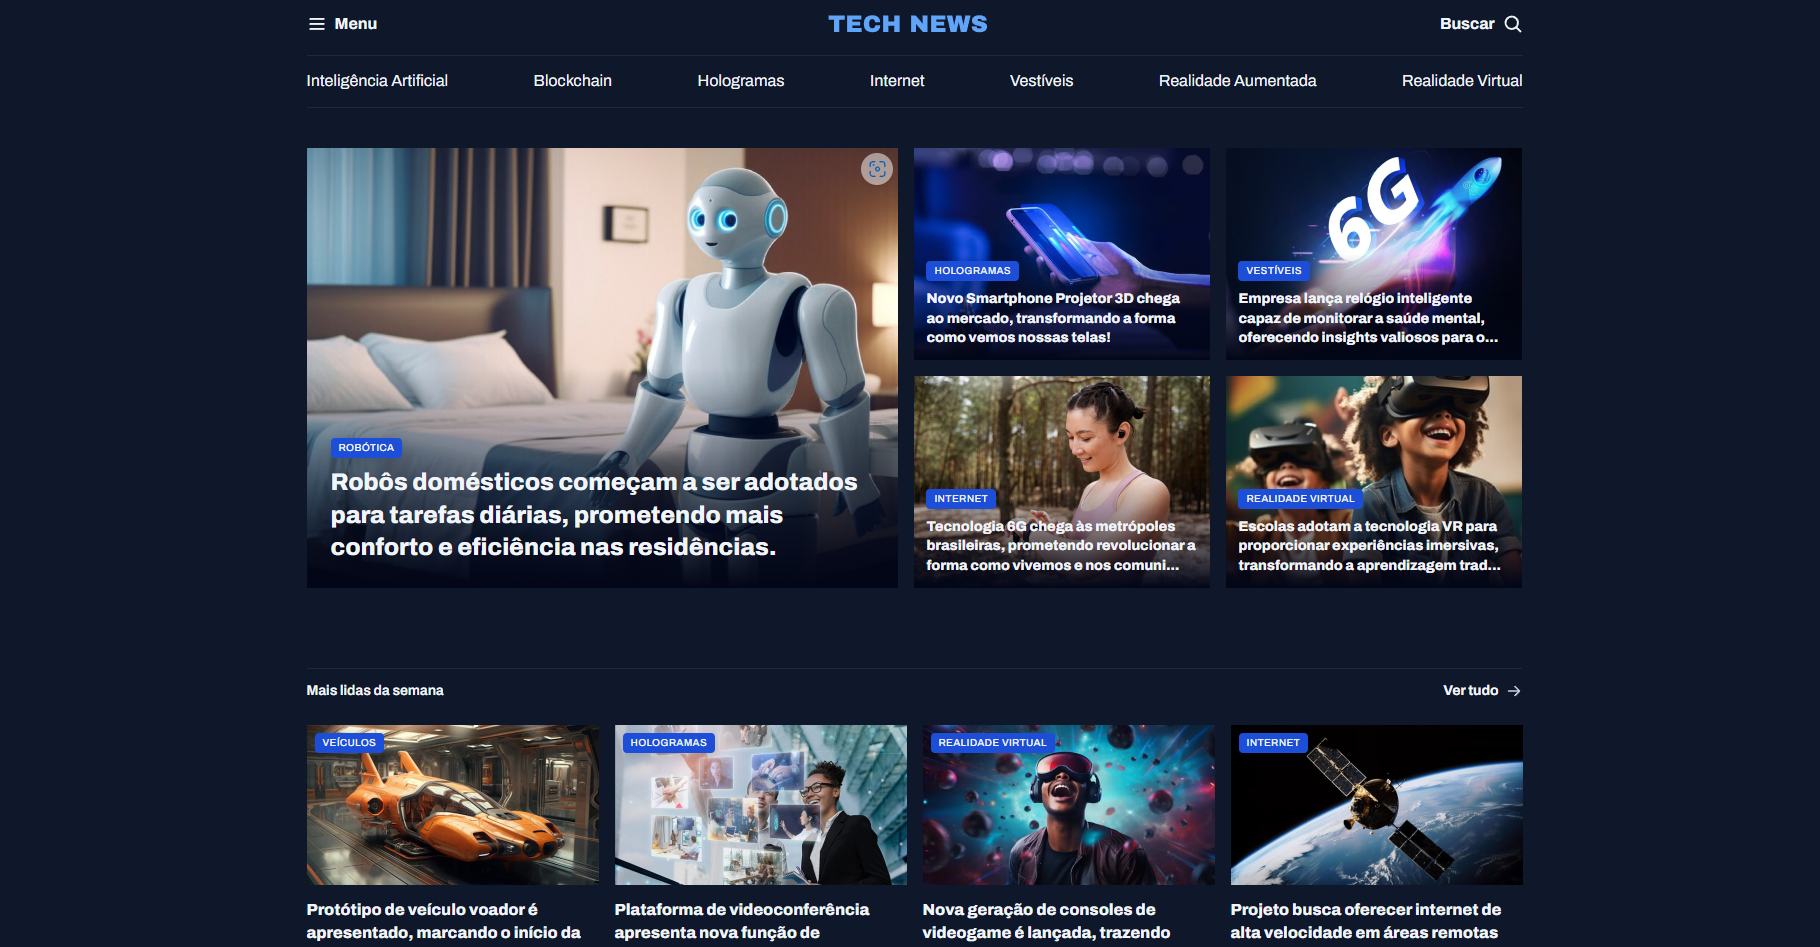 Menu
TECH NEWS
Buscar
Inteligência Artificial
Blockchain
Hologramas
Internet
Vestíveis
Realidade Aumentada
Realidade Virtual
ROBÓTICA
Robôs domésticos começam a ser adotados
para tarefas diárias, prometendo mais
conforto e eficiência nas residências.
HOLOGRAMAS
Novo Smartphone Projetor 3D chega
ao mercado, transformando a forma
como vemos nossas telas!
6G
VESTÍVEIS
Empresa lança relógio inteligente
capaz de monitorar a saúde mental,
oferecendo insights valiosos para o...
INTERNET
Tecnologia 6G chega às metrópoles
brasileiras, prometendo revolucionar a
forma como vivemos e nos comuni...
REALIDADE VIRTUAL
Escolas adotam a tecnologia VR para
proporcionar experiências imersivas,
transformando a aprendizagem trad...
Mais lidas da semana
Ver tudo
VEÍCULOS
Protótipo de veículo voador é
apresentado, marcando o início da
HOLOGRAMAS
Plataforma de videoconferência
apresenta nova função de
REALIDADE VIRTUAL
Nova geração de consoles de
videogame é lançada, trazendo
INTERNET
Projeto busca oferecer internet de
alta velocidade em áreas remotas